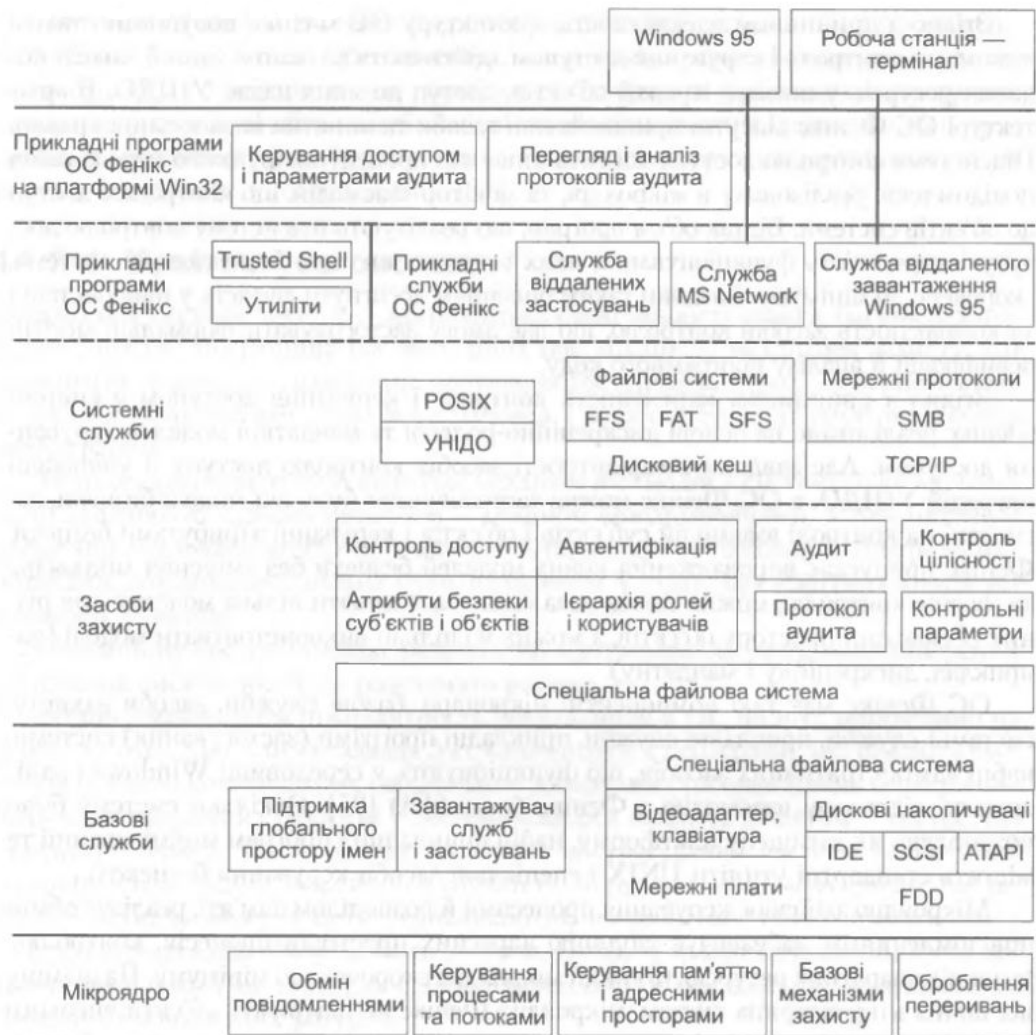 Windows 95
Робоча станція —
термінал
Прикладні програми
ОС Фенікс
на платформі Win32
Керування доступом
і параметрами аудита
Перегляд і аналіз
протоколів аудита
Прикладні
програми
ОС Фенікс
Trusted Shell
Утиліти
Прикладні
служби
ОС Фенікс
Служба
віддалених
застосувань
Служба
MS Network
Служба віддаленого
завантаження
Windows 95
Системні
служби
POSIX
УНІДО
Файлові системи
EFS FAT SFS
Дисковий кеш
Мережні протоколи
SMB
TCP/IP
Засоби
захисту
Контроль доступу
Атрибути безпеки
суб'єктів і об'єктів
Автентифікація
Ієрархія ролей
і користувачів
Аудит
Протокол
аудита
Контроль
цілісності
Контрольні
параметри
Спеціальна файлова система
Базові
служби
Підтримка
глобального
простору імен
Завантажувач
служб
і застосувань
Спеціальна файлова система
Відеоадаптер,
клавіатура
Мережні плати
Дискові накопичувачі
IDE SCSI ATAPI
FDD
Мікроядро
Обмін
повідомленнями
Керування
процесами
та потоками
Керування пам'яттю
і адресними
просторами
Базові
механізми
захисту
Оброблення
переривань